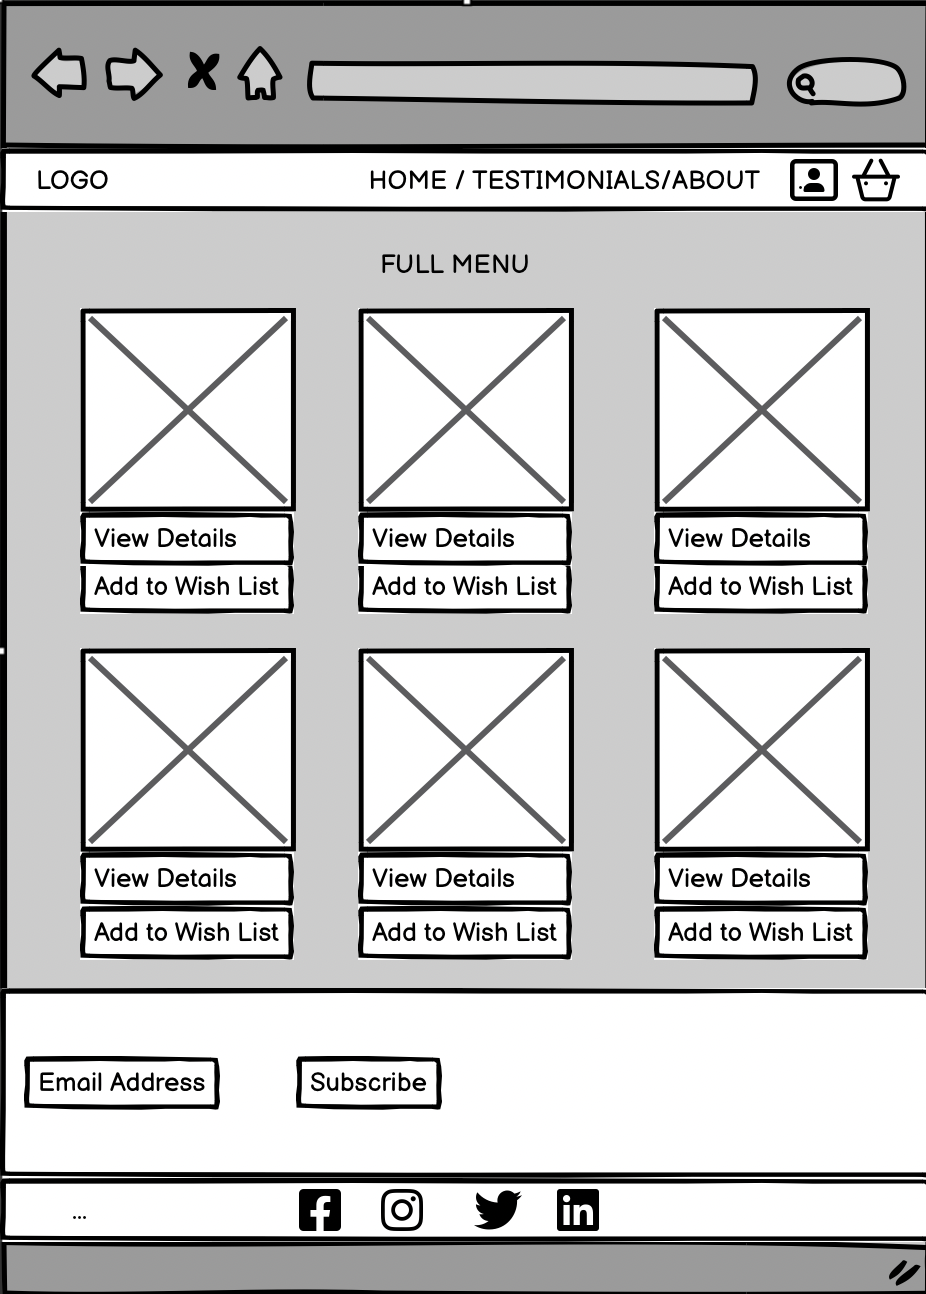 LOGO
HOME / TESTIMONIALS/ABOUT
FULL MENU
View Details
View Details
View Details
Add to Wish List
Add to Wish List
Add to Wish List
View Details
View Details
View Details
Add to Wish List
Add to Wish List
Add to Wish List
Email Address
Subscribe
...